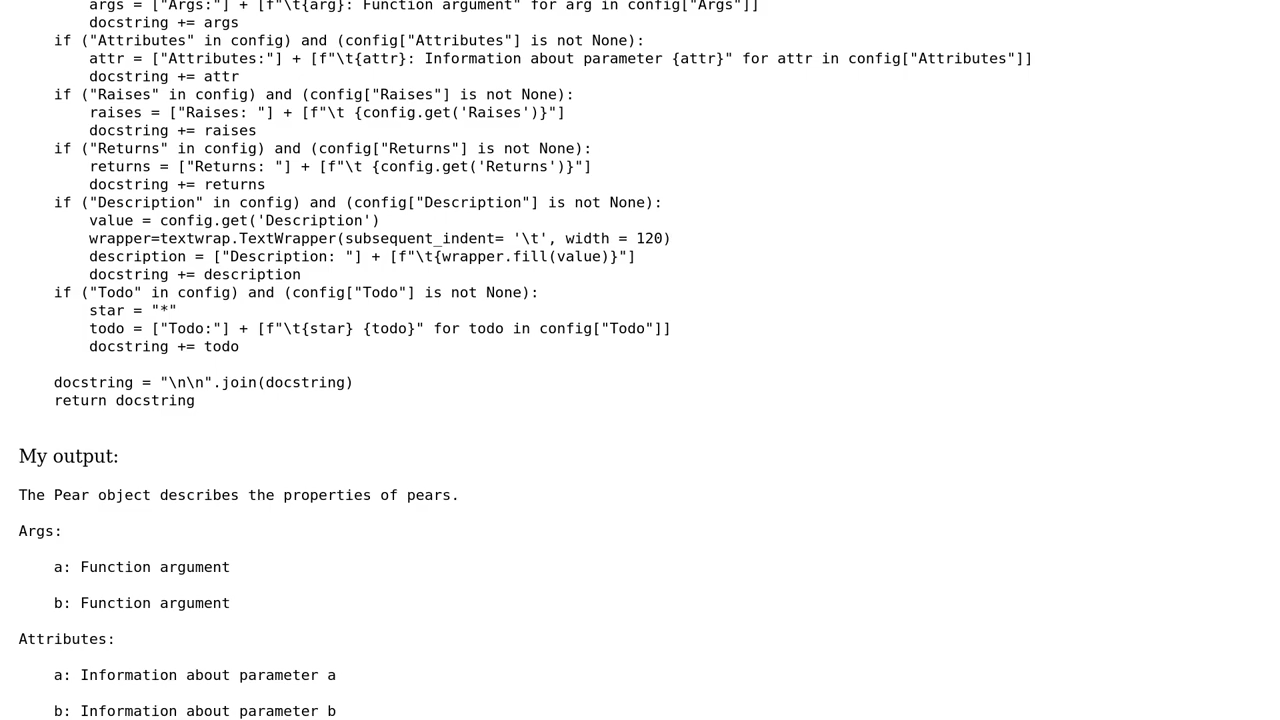 args = ["Args:"] + [f"\t{arg}: Function argument" for arg in config["Args"]]
docstring += args
if ("Attributes" in config) and (config["Attributes"] is not None):
attr = ["Attributes:"] + [f"\t{attr}: Information about parameter {attr}" for attr in config["Attributes"]]
docstring += attr
if ("Raises" in config) and (config["Raises"] is not None):
raises = ["Raises: "] + [f"\t {config.get('Raises')}"]
docstring += raises
if ("Returns" in config) and (config["Returns"] is not None):
returns = ["Returns: "] + [f"\t {config.get('Returns')}"]
docstring += returns
if ("Description" in config) and (config["Description"] is not None):
value = config.get('Description')
wrapper=textwrap.TextWrapper(subsequent_indent= '\t', width = 120)
description = ["Description: "] + [f"\t{wrapper.fill(value)}"]
docstring += description
if ("Todo" in config) and (config["Todo"] is not None):
star = "*"
todo = ["Todo:"] + [f"\t{star} {todo}" for todo in config["Todo"]]
docstring += todo
docstring = "\n\n".join(docstring)
return docstring
My output:
The Pear object describes the properties of pears.
Args:
a: Function argument
b: Function argument
Attributes:
a: Information about parameter a
b: Information about parameter b